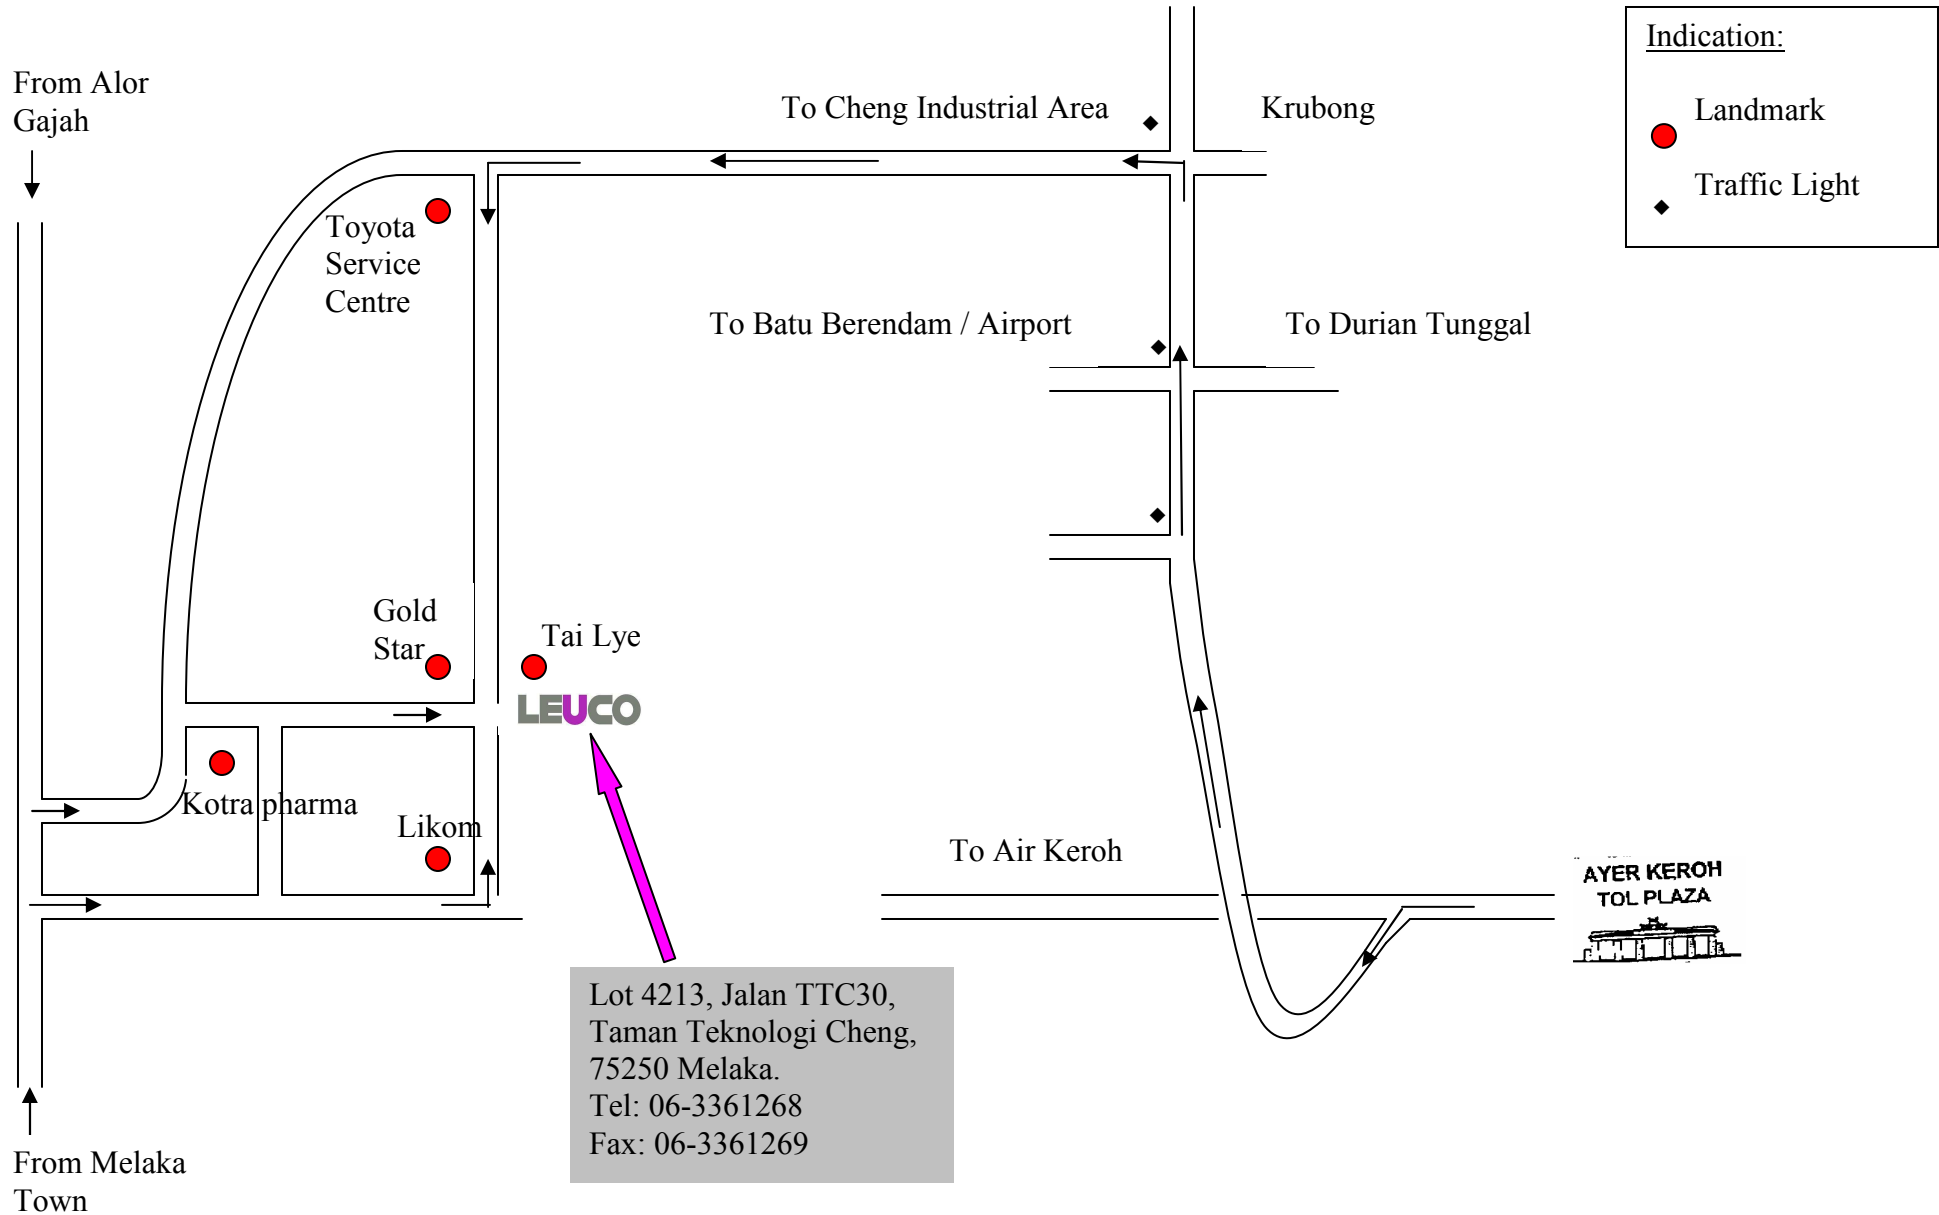 Indication:
Landmark
Traffic Light
From Alor
Gajah
To Cheng Industrial Area
Krubong
Toyota
Service
Centre
To Batu Berendam / Airport
To Durian Tunggal
Gold
Star
Tai Lye
LEUCO
Kotra pharma
Likom
To Air Keroh
AYER KEROH
TOL PLAZA
Lot 4213, Jalan TTC30,
Taman Teknologi Cheng,
75250 Melaka.
Tel: 06-3361268
Fax: 06-3361269
From Melaka
Town